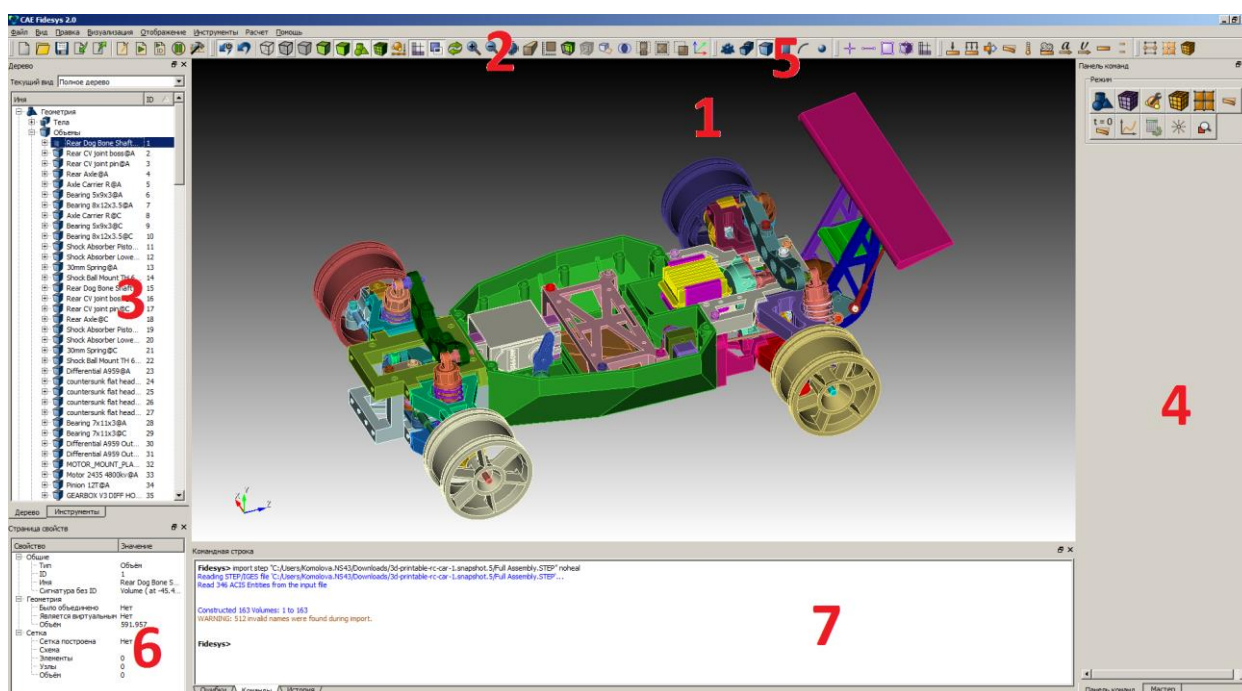 CAE Fidesys 2.0
Файл Вид Правка Визуализация Отображение Инструменты Расчет Помощь
2
5
Дерево
Текущий вид Полное дерево
Имя ID
Геометрия
Тела
Объемы
Rear Dog Bone Shaft... 1
Rear CV joint boss@A 2
Rear CV joint pin@A 3
Rear Axle@A 4
Axle Carrier R@A 5
Bearing 5x9x3@A 6
Bearing 8x12x3.5@A 7
Axle Carrier R@C 8
Bearing 5x9x3@C 9
Bearing 8x12x3.5@C 10
Shock Absorber Pisto... 11
Shock Absorber Lowe... 12
30mm Spring@A 13
Shock Ball Mount TH 6... 14
Rear Dog Bone Shaft... 15
Rear CV joint boss@C 16
Rear CV joint pin@C 17
Rear Axle@C 18
Shock Absorber Pisto... 19
Shock Absorber Lowe... 20
30mm Spring@C 21
Shock Ball Mount TH 6... 22
Differential A959@A 23
countersunk flat head... 24
countersunk flat head... 25
countersunk flat head... 26
countersunk flat head... 27
Bearing 7x11x3@A 28
Bearing 7x11x3@C 29
Differential A959 Out... 30
Differential A959 Out... 31
MOTOR_MOUNT_PLA... 32
Motor 2435 4800kv@A 33
Pinion 12T@A 34
GEARBOX V3 DIFF HO... 35
3
Дерево Инструменты
1
Y
Z
Панель команд
Режим
t = 0
4
Панель команд Мастер
Страница свойств
Свойство Значение
Общие
Тип Объём
ID 1
Имя Rear Dog Bone S...
Сигнатура без ID Volume ( at -45,4...
Геометрия
Было объединено Нет
Является виртуальным Нет
Объём 591.957
Сетка
Сетка построена Нет
Схема
Элементы 0
Узлы 0
Объём 0
6
Командная строка
Fidesys> import step "C:/Users/Komolova.NS43/Downloads/3d-printable-rc-car-1.snapshot.5/Full Assembly.STEP" noheal
Reading STEP/IGES file "C:/Users/Komolova.NS43/Downloads/3d-printable-rc-car-1.snapshot.5/Full Assembly.STEP"...
Read 346 ACIS Entities from the input file
Constructed 163 Volumes: 1 to 163
WARNING: 512 invalid names were found during import.
Fidesys>
7
Ошибки Команды История